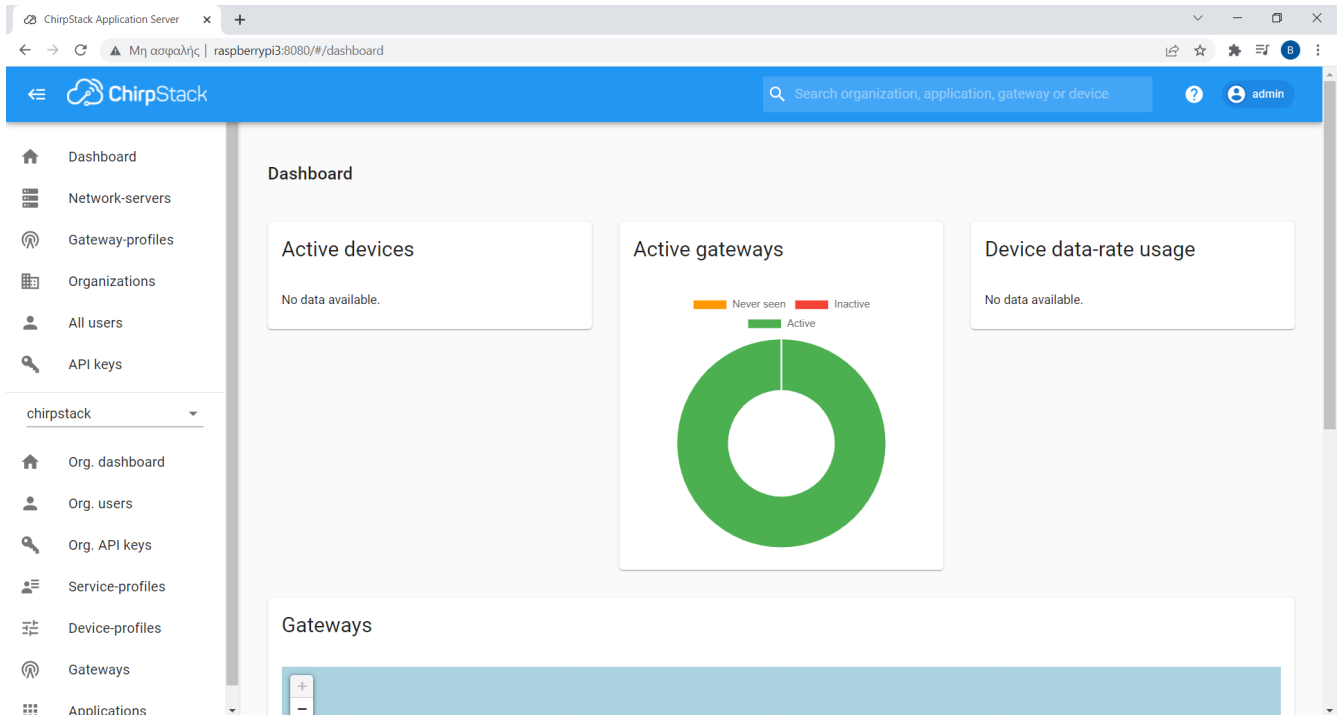 ChirpStack Application Server
Μη ασφαλής | raspberrypi3:8080/#/dashboard
B
ChirpStack
Search organization, application, gateway or device
?
admin
Dashboard
Network-servers
Gateway-profiles
Organizations
All users
API keys
chirpstack
Org. dashboard
Org. users
Org. API keys
Service-profiles
Device-profiles
Gateways
Applications
Dashboard
Active devices
No data available.
Active gateways
Never seen
Inactive
Active
Device data-rate usage
No data available.
Gateways
+
−